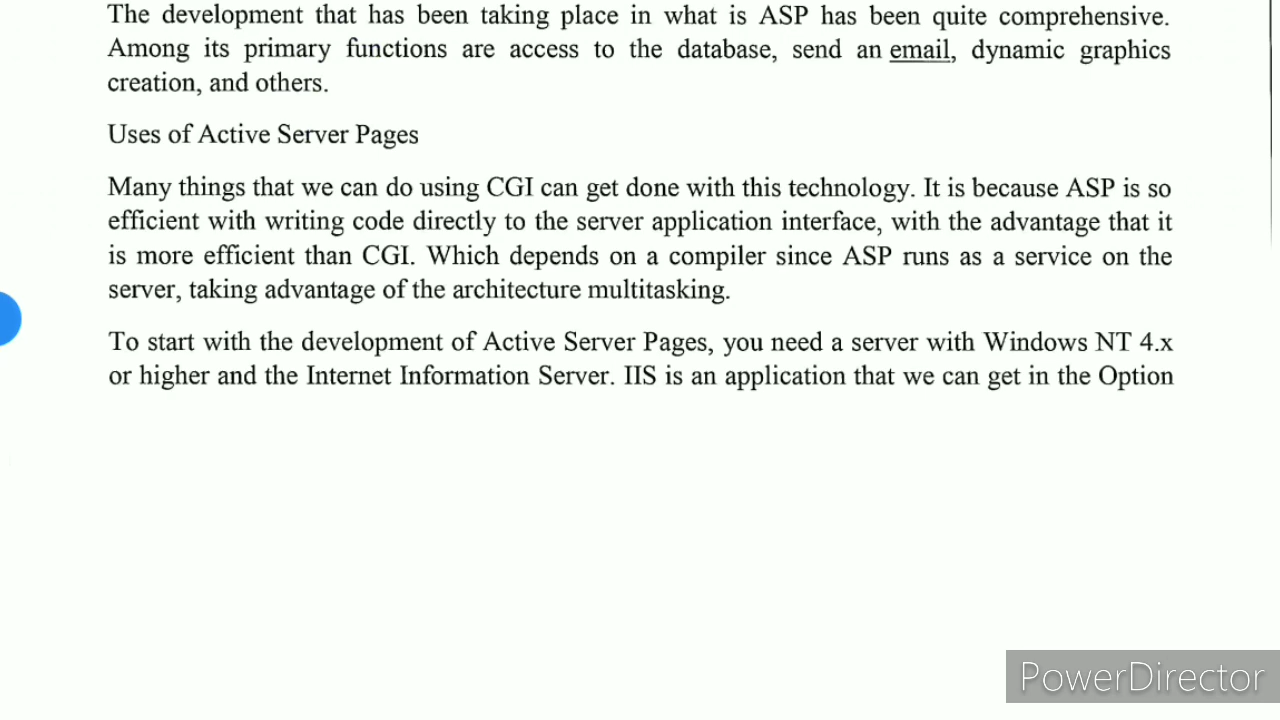 The development that has been taking place in what is ASP has been quite comprehensive.
Among its primary functions are access to the database, send an email, dynamic graphics
creation, and others.
Uses of Active Server Pages
Many things that we can do using CGI can get done with this technology. It is because ASP is so
efficient with writing code directly to the server application interface, with the advantage that it
is more efficient than CGI. Which depends on a compiler since ASP runs as a service on the
server, taking advantage of the architecture multitasking.
To start with the development of Active Server Pages, you need a server with Windows NT 4.x
or higher and the Internet Information Server. IIS is an application that we can get in the Option
PowerDirector